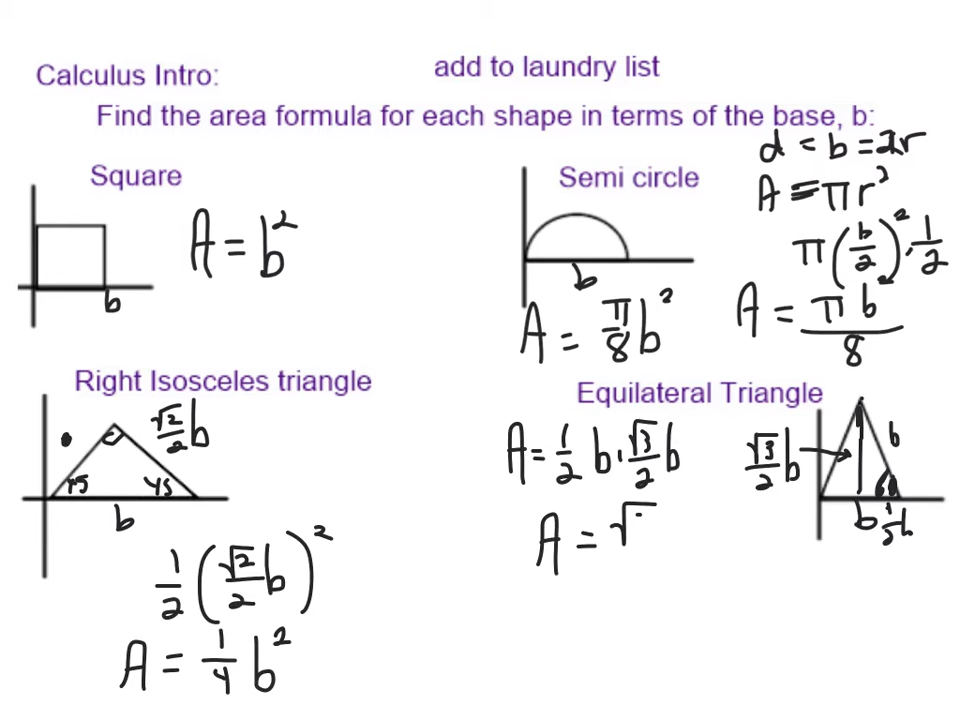 Calculus Intro:
add to laundry list
Find the area formula for each shape in terms of the base, b:
Square
A = b²
b
Semi circle
d = b = 2r
A = πr²
π(b/2)² · 1/2
A = πb²/8
b
A = π/8 b²
Right Isosceles triangle
√2/2 b
45 45
b
1/2 (√2/2 b)²
A = 1/4 b²
Equilateral Triangle
A = 1/2 b · √3/2 b
√3/2 b
b
b 1/2 b
A = √